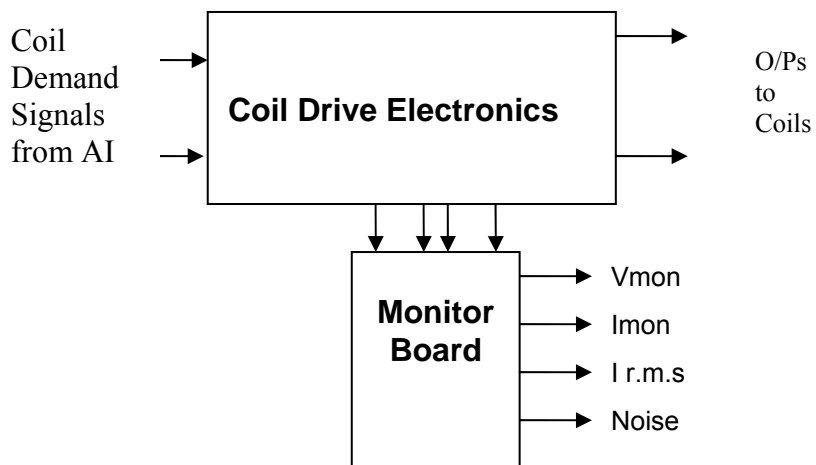 Coil
Demand
Signals
from AI
Coil Drive Electronics
O/Ps
to
Coils
Monitor
Board
Vmon
Imon
I r.m.s
Noise